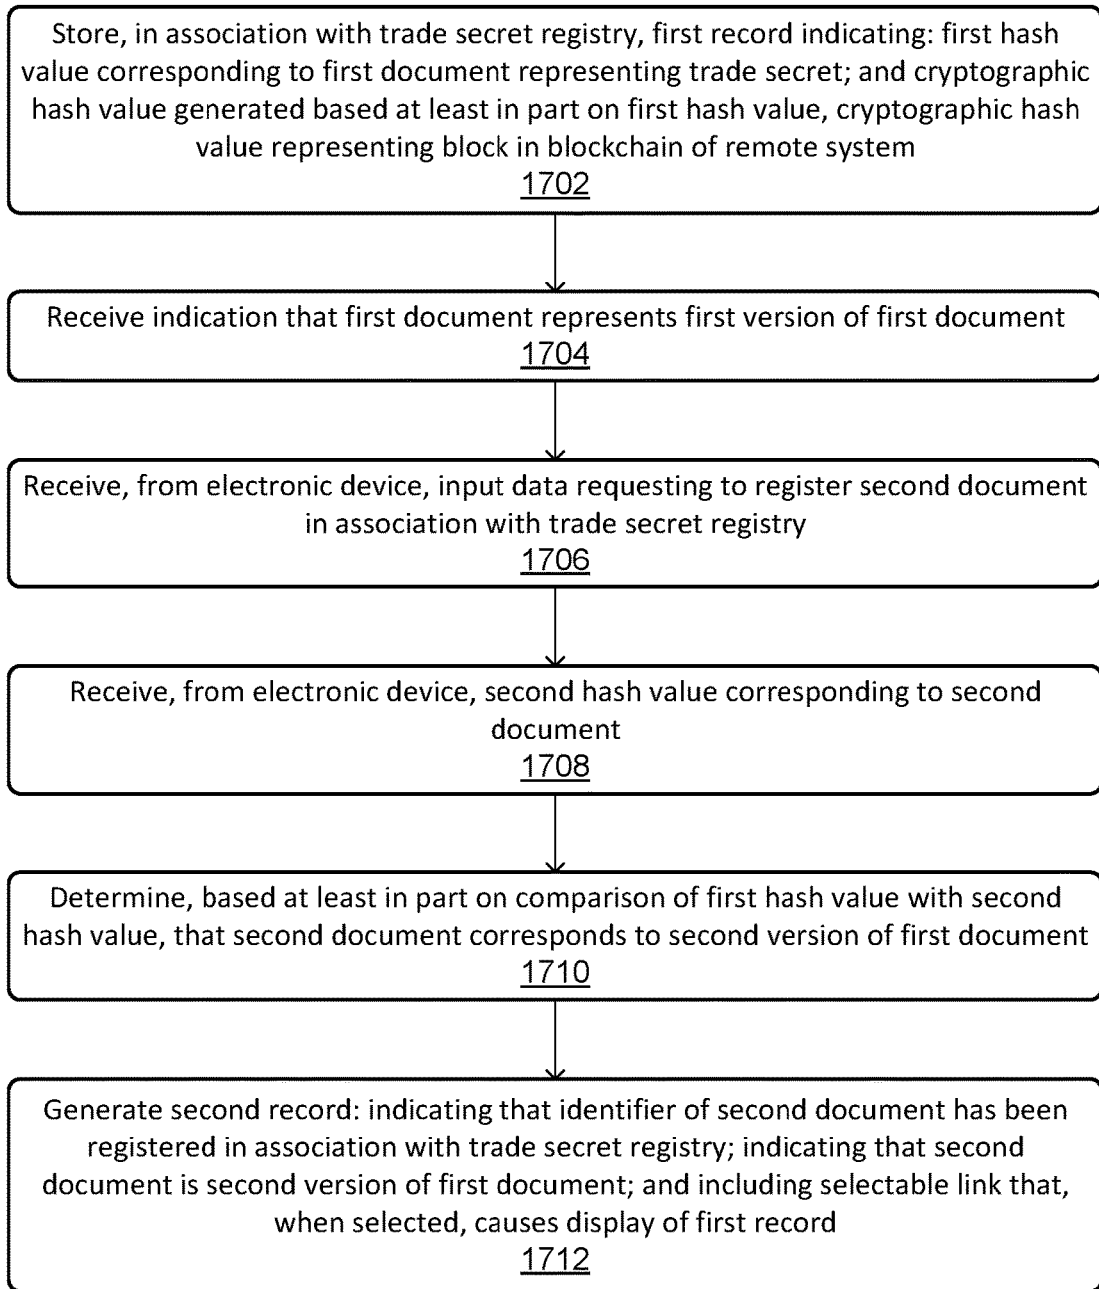 Store, in association with trade secret registry, first record indicating: first hash
value corresponding to first document representing trade secret; and cryptographic
hash value generated based at least in part on first hash value, cryptographic hash
value representing block in blockchain of remote system
1702
Receive indication that first document represents first version of first document
1704
Receive, from electronic device, input data requesting to register second document
in association with trade secret registry
1706
Receive, from electronic device, second hash value corresponding to second
document
1708
Determine, based at least in part on comparison of first hash value with second
hash value, that second document corresponds to second version of first document
1710
Generate second record: indicating that identifier of second document has been
registered in association with trade secret registry; indicating that second
document is second version of first document; and including selectable link that,
when selected, causes display of first record
1712